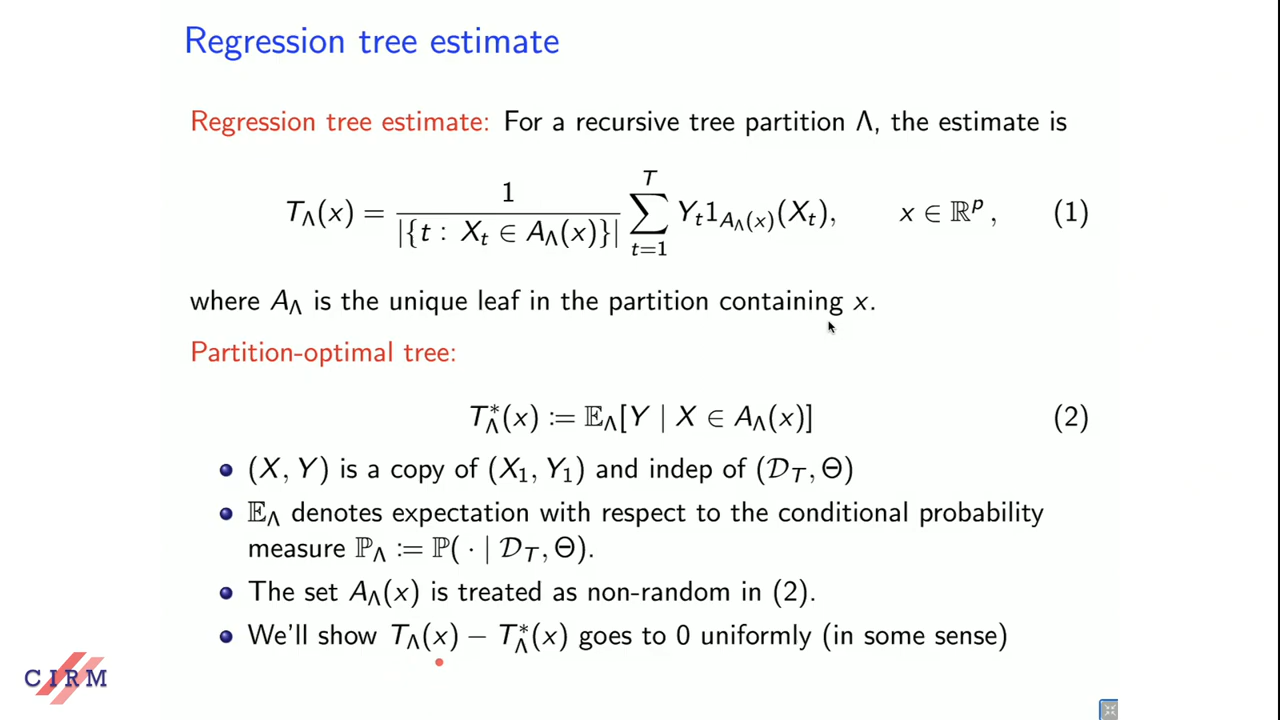 Regression tree estimate
Regression tree estimate: For a recursive tree partition Λ, the estimate is
T_Λ(x) = 1 / |{t : X_t ∈ A_Λ(x)}| ∑_{t=1}^{T} Y_t 1_{A_Λ(x)}(X_t), x ∈ ℝ^p, (1)
where A_Λ is the unique leaf in the partition containing x.
Partition-optimal tree:
T*_Λ(x) := 𝔼_Λ[Y | X ∈ A_Λ(x)] (2)
• (X, Y) is a copy of (X_1, Y_1) and indep of (𝒟_T, Θ)
• 𝔼_Λ denotes expectation with respect to the conditional probability
measure ℙ_Λ := ℙ( · | 𝒟_T, Θ).
• The set A_Λ(x) is treated as non-random in (2).
• We'll show T_Λ(x) − T*_Λ(x) goes to 0 uniformly (in some sense)
CIRM